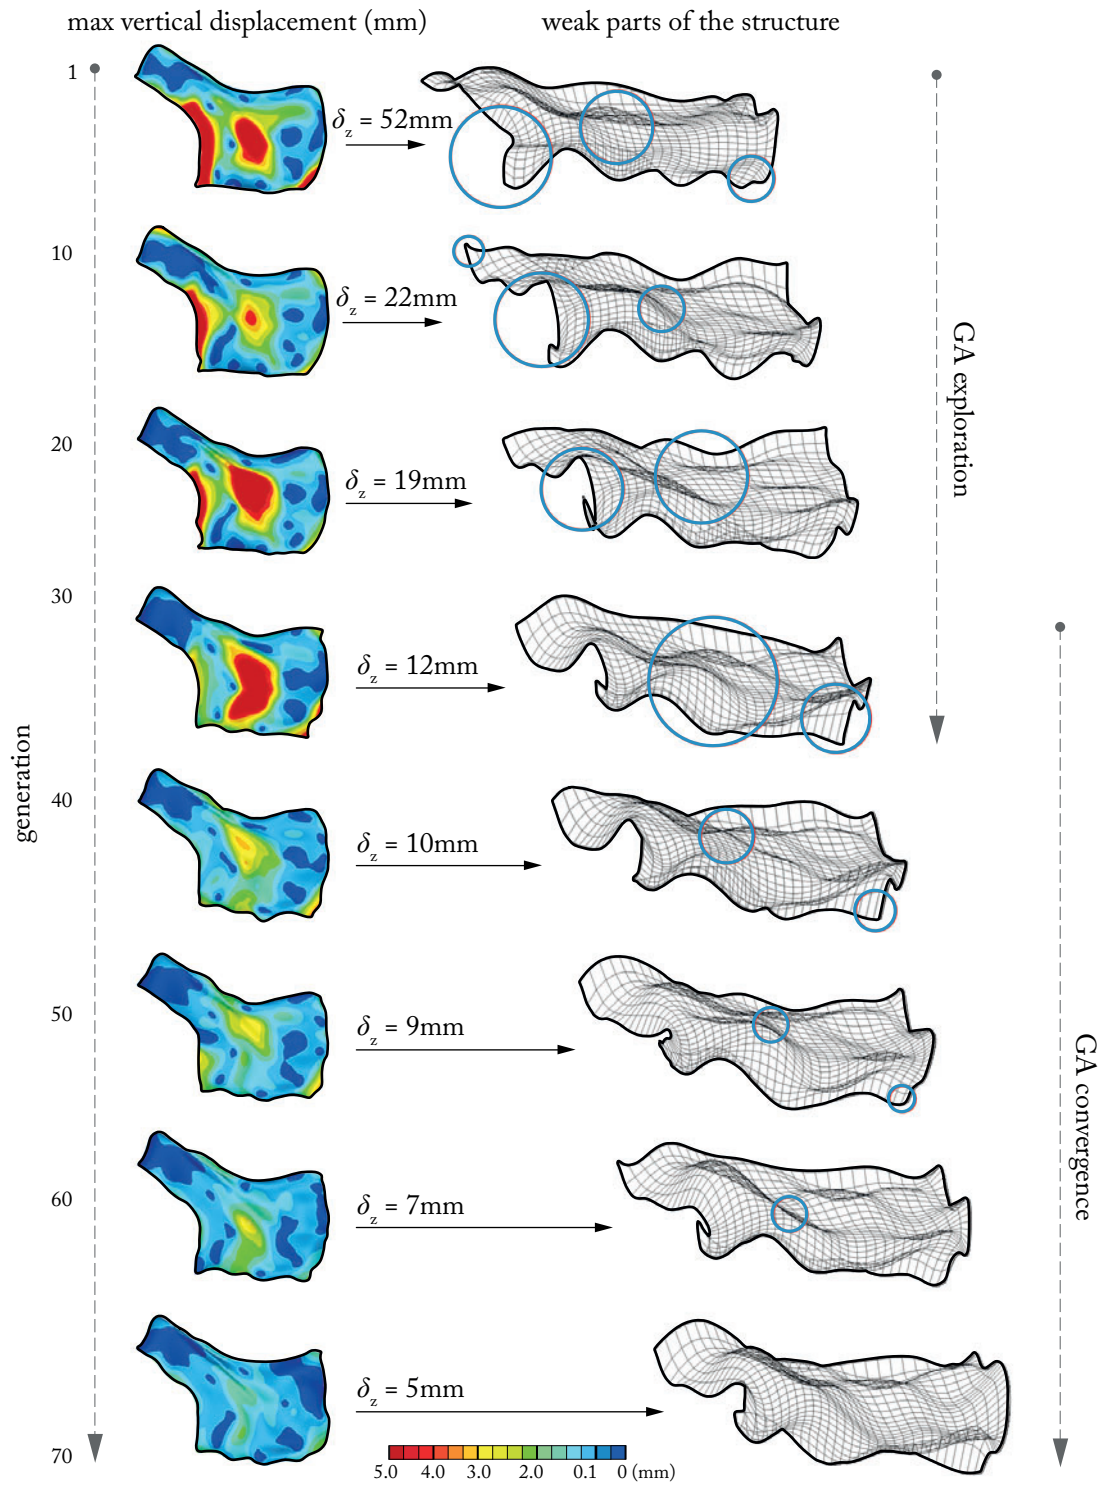 max vertical displacement (mm)
weak parts of the structure
1
δz = 52mm
10
δz = 22mm
GA exploration
20
δz = 19mm
30
δz = 12mm
generation
40
δz = 10mm
50
δz = 9mm
GA convergence
60
δz = 7mm
δz = 5mm
70
5.0 4.0 3.0 2.0 0.1 0 (mm)